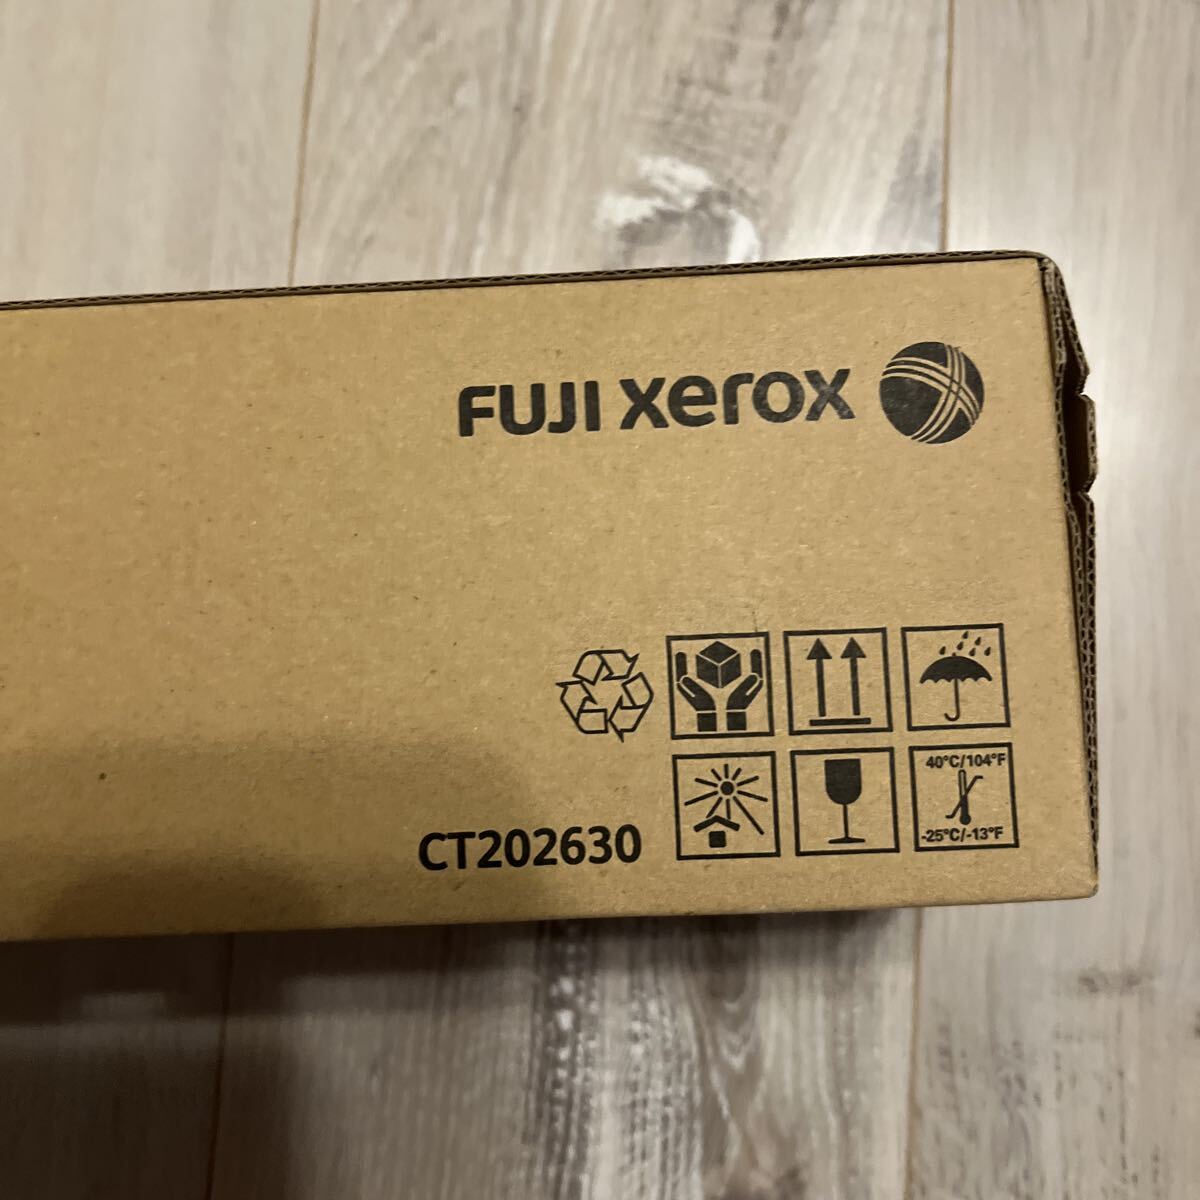 FUJI xerox
40°C/104°F
-25°C/-13°F
CT202630